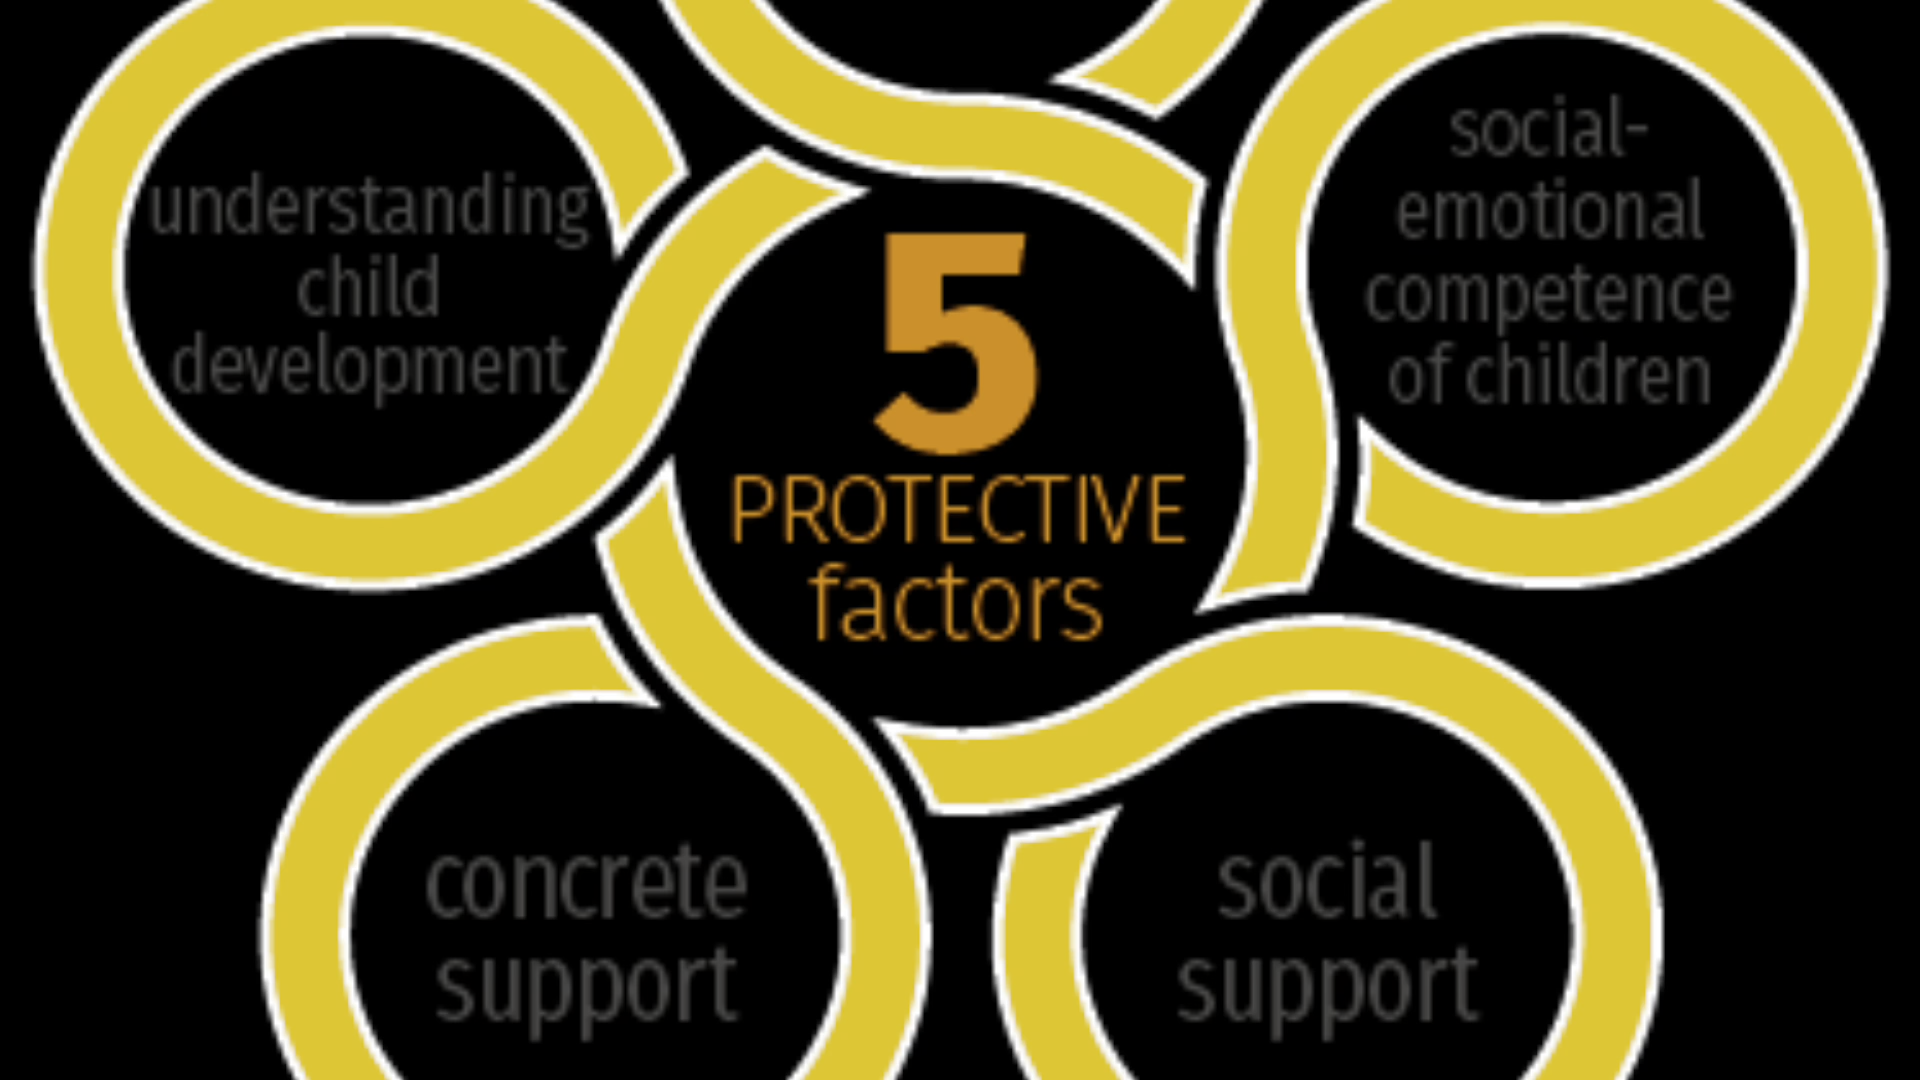 understanding
child
development
social-
emotional
competence
of children
5
PROTECTIVE
factors
concrete
support
social
support